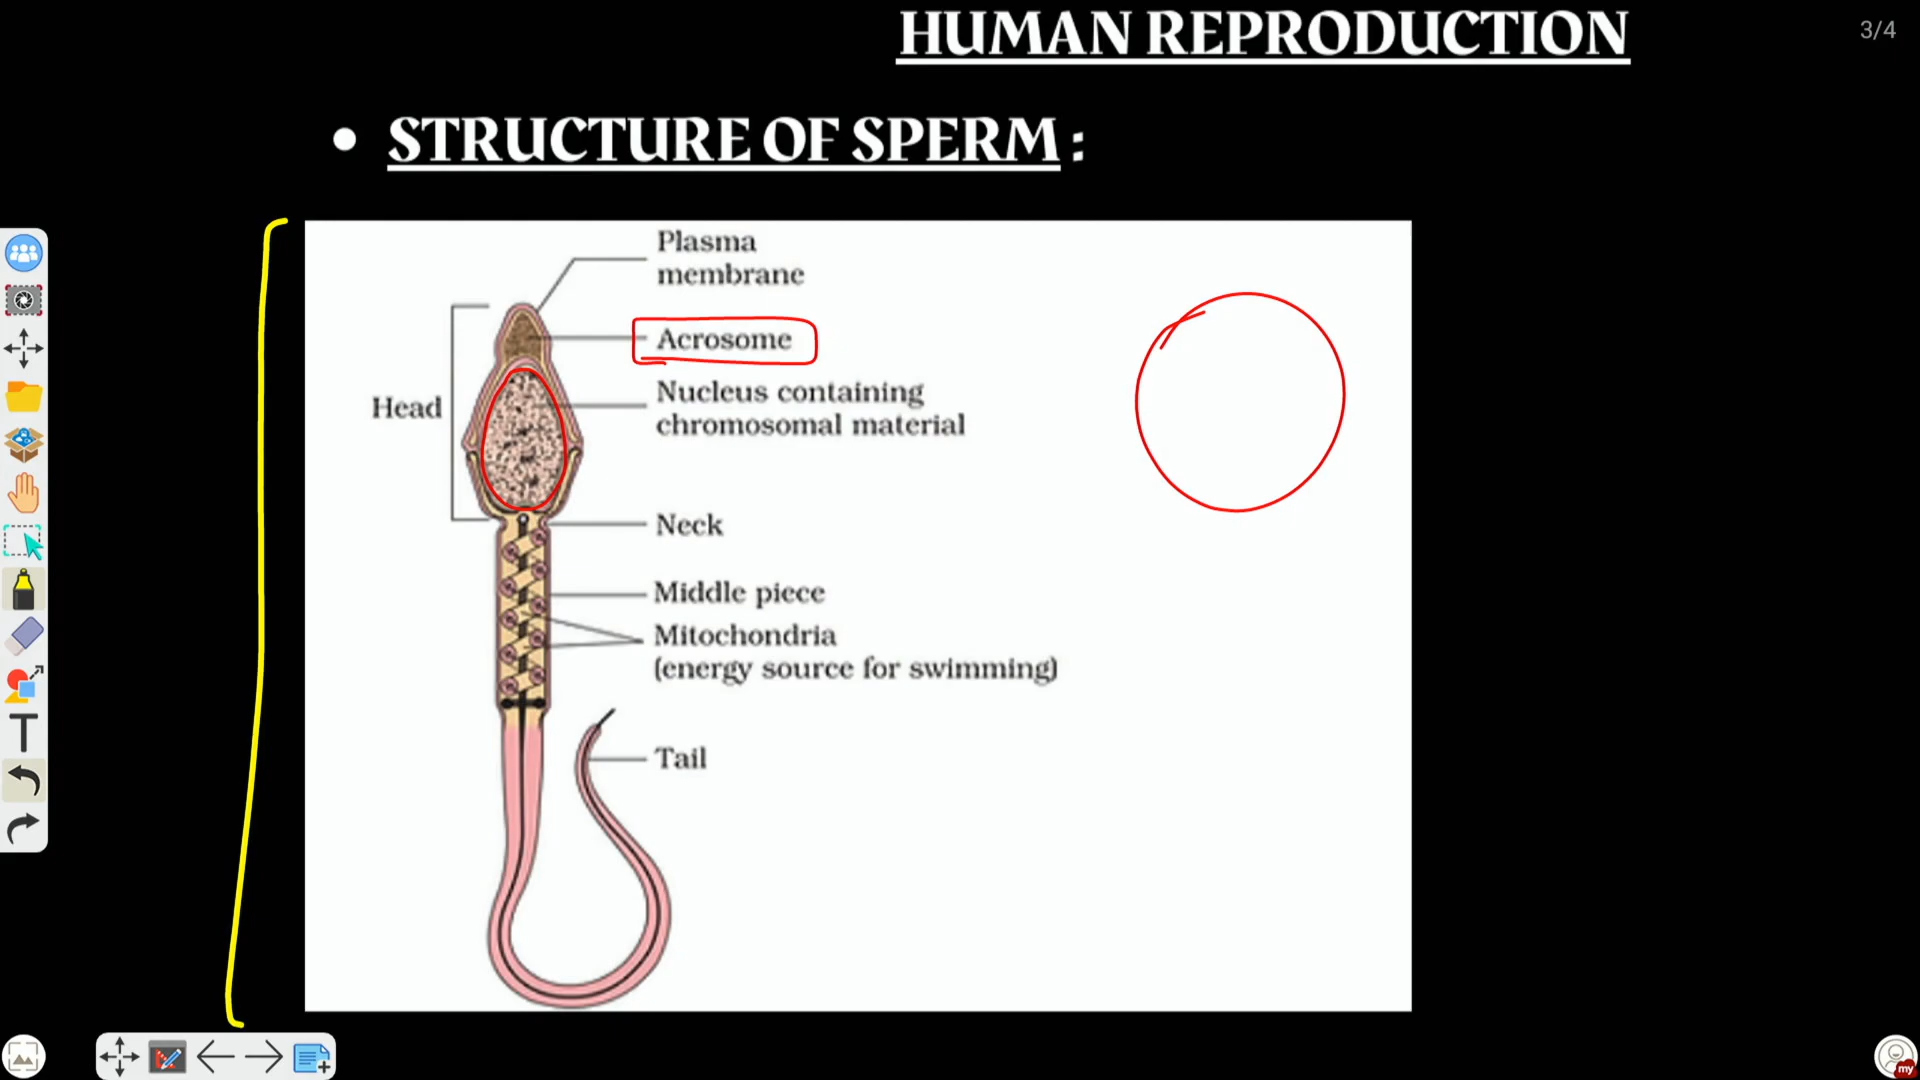 HUMAN REPRODUCTION
3/4
• STRUCTURE OF SPERM :
Plasma
membrane
Acrosome
Head
Nucleus containing
chromosomal material
Neck
Middle piece
Mitochondria
(energy source for swimming)
Tail
T
my